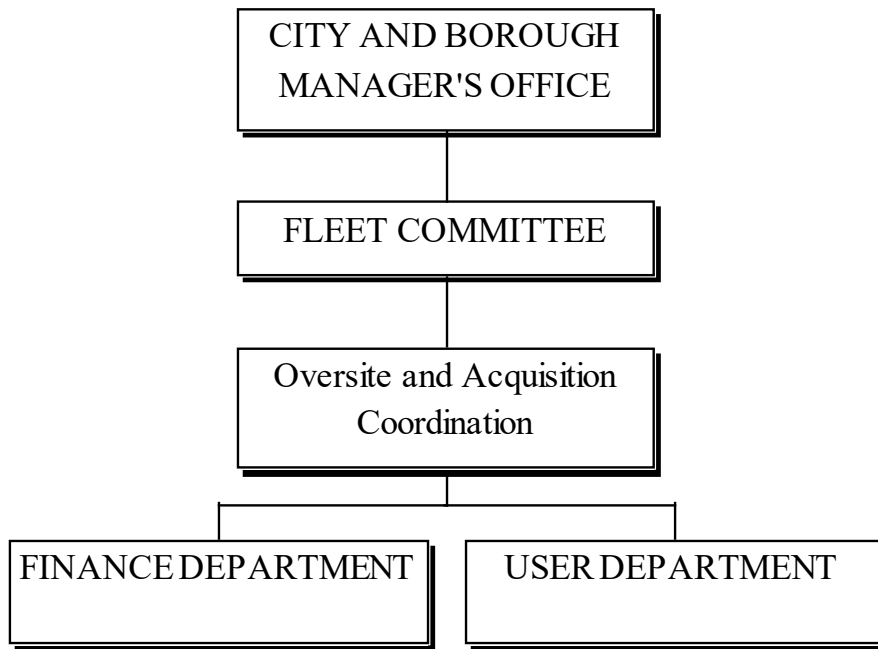 CITY AND BOROUGH
MANAGER'S OFFICE
FLEET COMMITTEE
Oversite and Acquisition
Coordination
FINANCE DEPARTMENT
USER DEPARTMENT